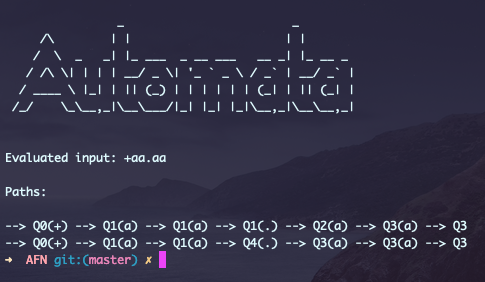 Automata
Evaluated input: +aa.aa
Paths:
--> Q0(+) --> Q1(a) --> Q1(a) --> Q1(.) --> Q2(a) --> Q3(a) --> Q3
--> Q0(+) --> Q1(a) --> Q1(a) --> Q4(.) --> Q3(a) --> Q3(a) --> Q3
➜ AFN git:(master) ✗